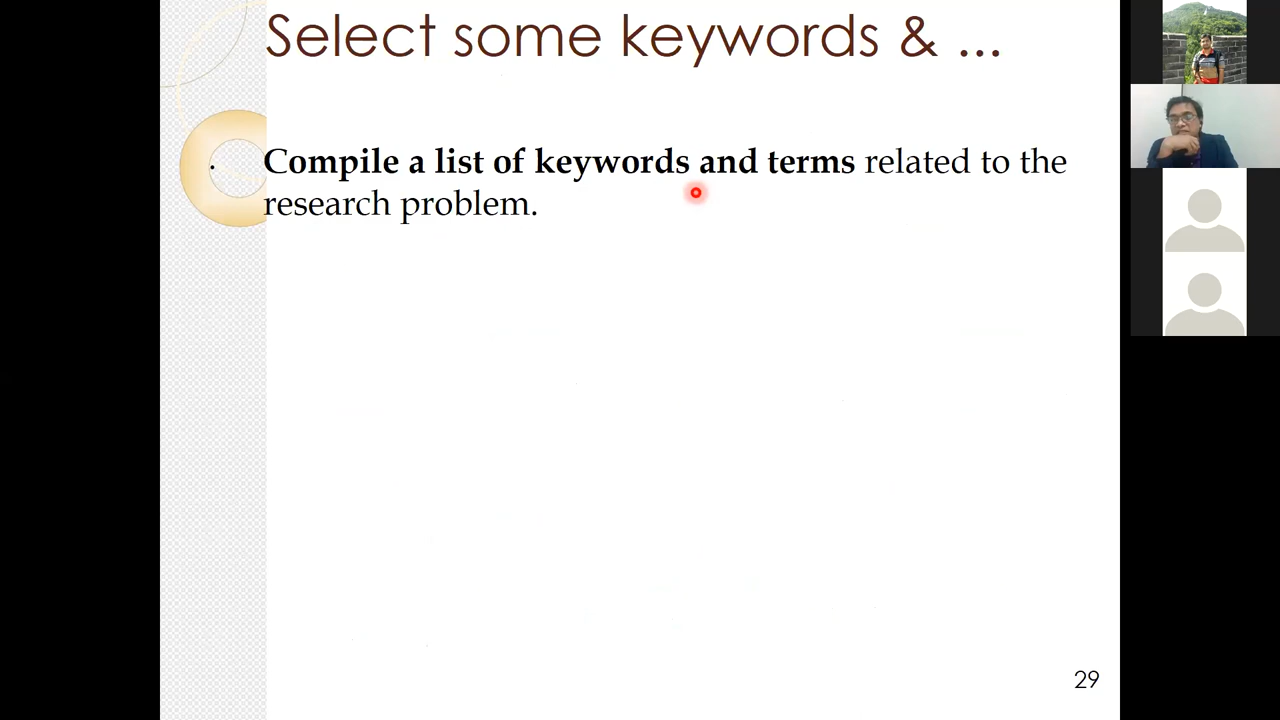 Select some keywords & ...
· Compile a list of keywords and terms related to the
research problem.
29